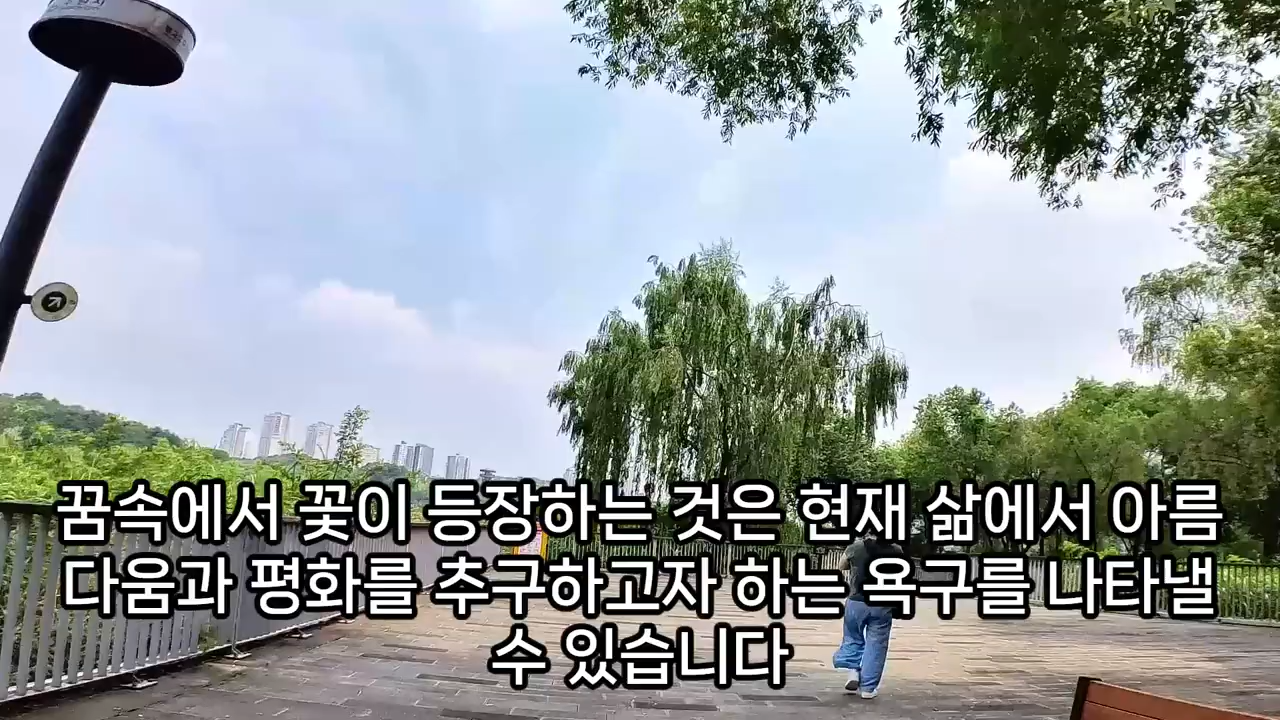 꿈속에서 꽃이 등장하는 것은 현재 삶에서 아름
다움과 평화를 추구하고자 하는 욕구를 나타낼
수 있습니다